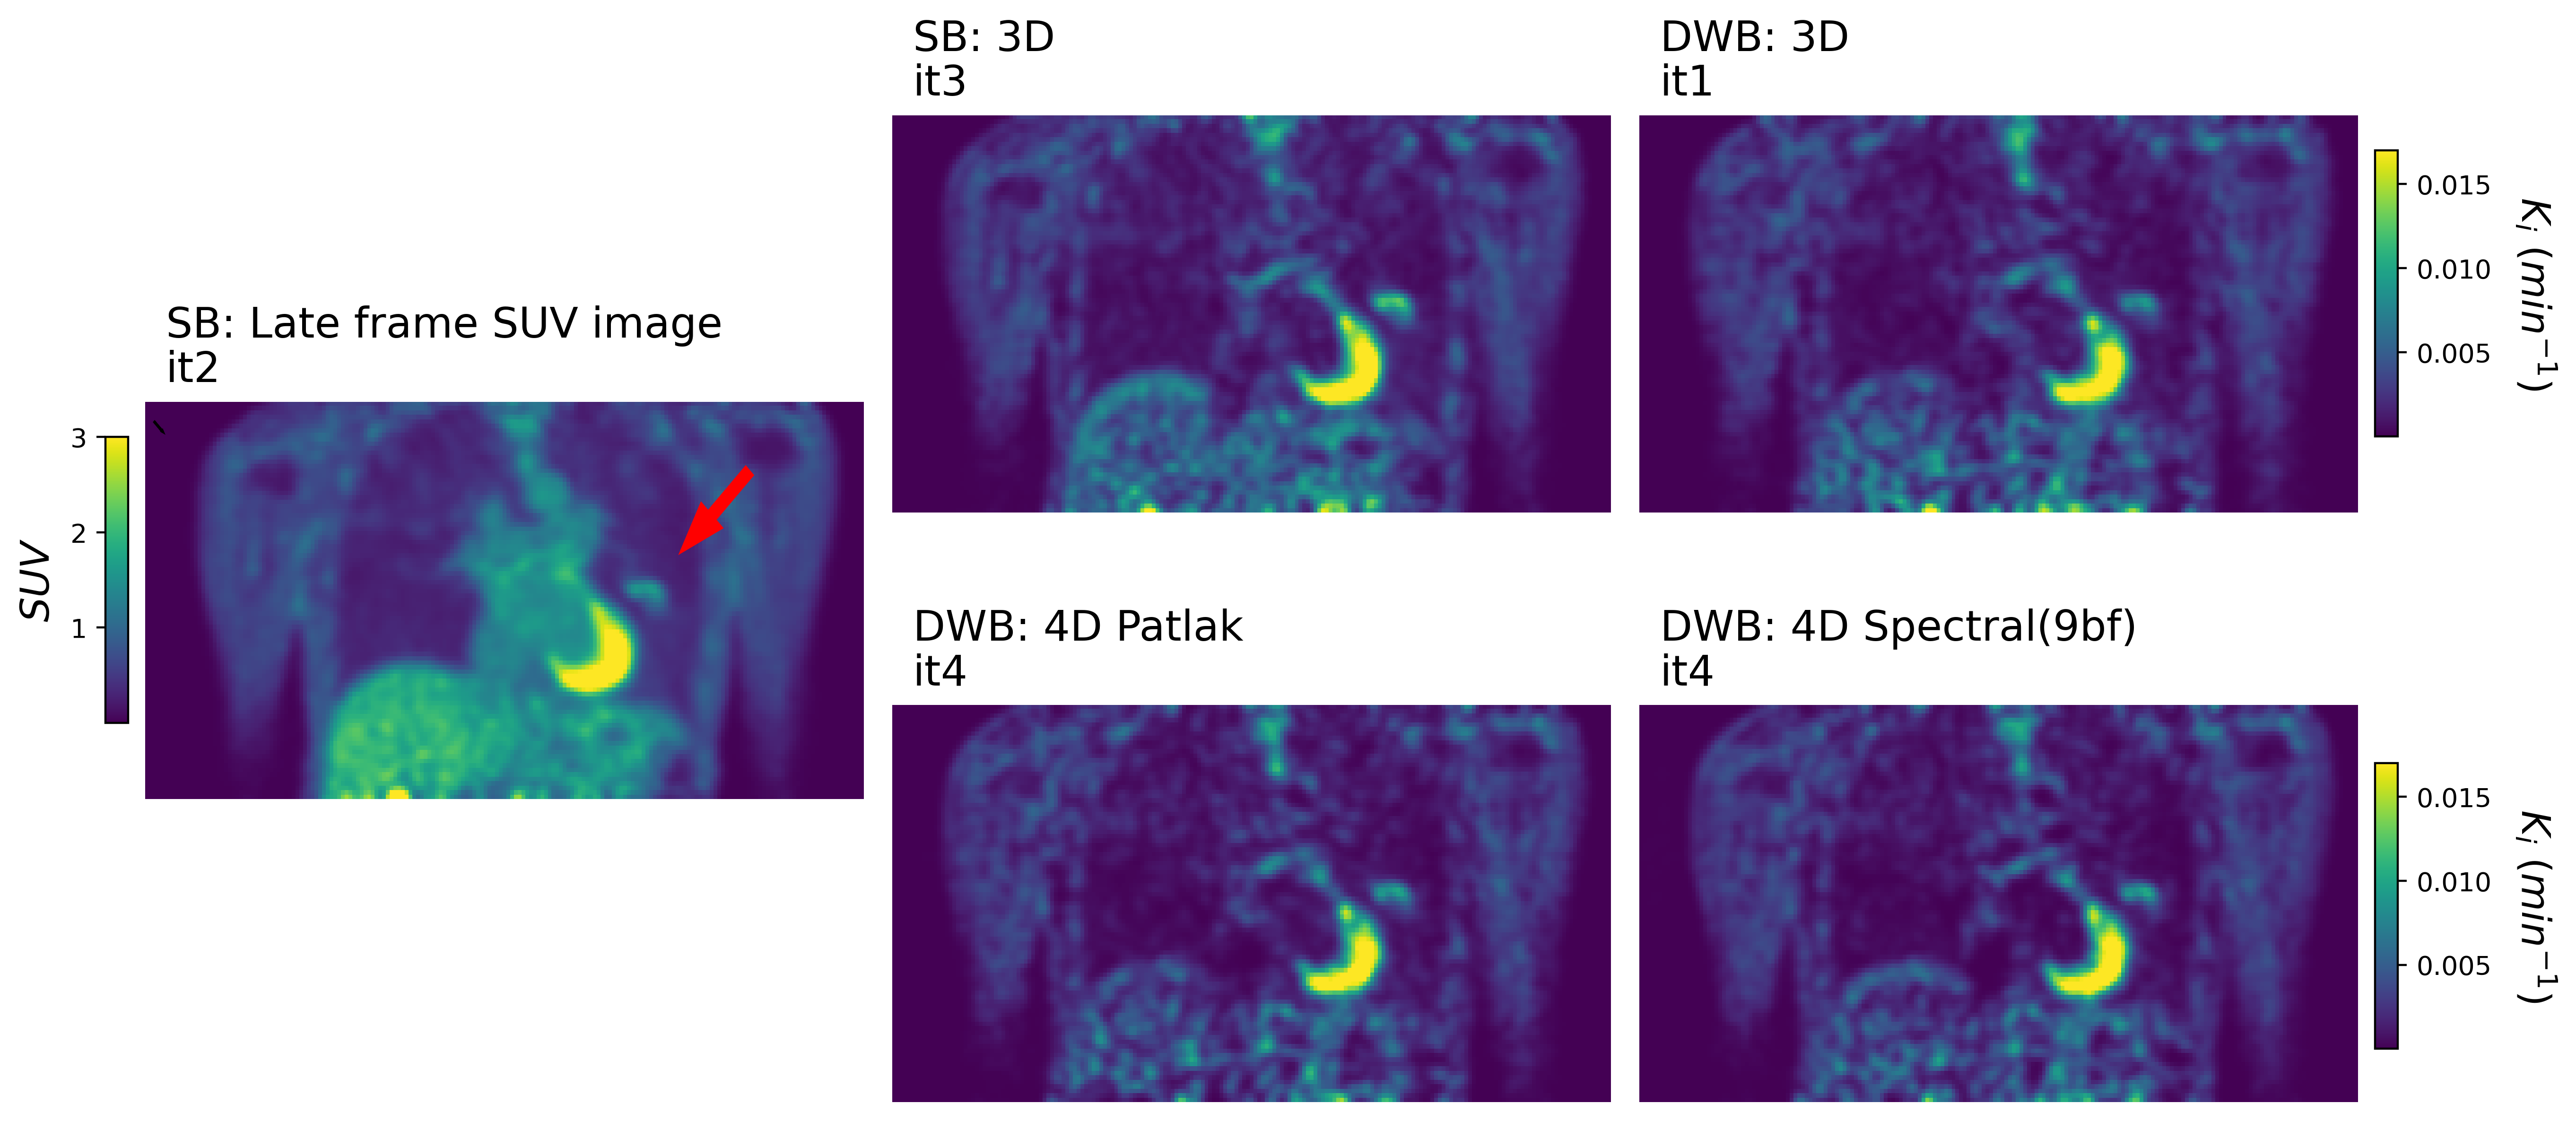 SB: 3D
it3
DWB: 3D
it1
0.015
0.010
0.005
K_i (min⁻¹)
SB: Late frame SUV image
it2
3
2
1
SUV
DWB: 4D Patlak
it4
DWB: 4D Spectral(9bf)
it4
0.015
0.010
0.005
K_i (min⁻¹)